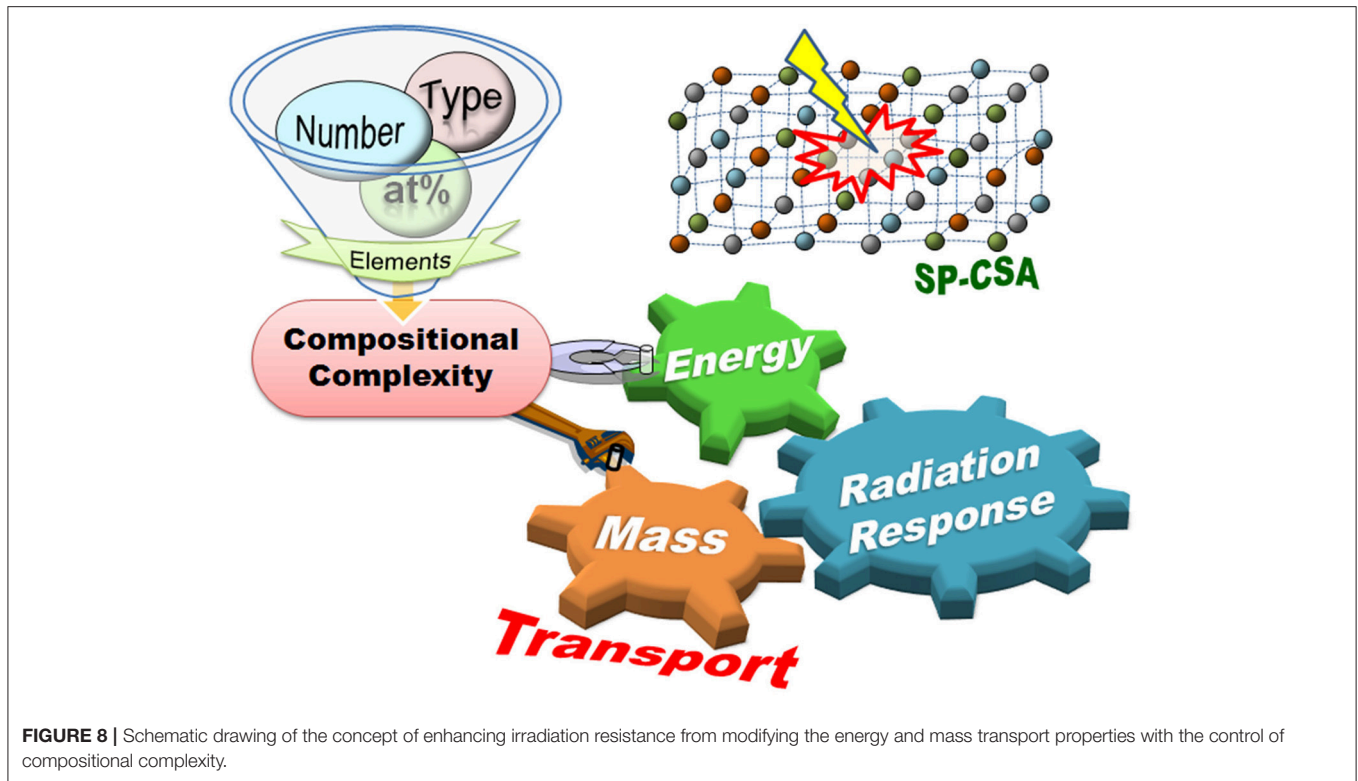 Type
Number
at%
Elements
SP-CSA
Compositional
Complexity
Energy
Mass
Radiation
Response
Transport
FIGURE 8 | Schematic drawing of the concept of enhancing irradiation resistance from modifying the energy and mass transport properties with the control of
compositional complexity.